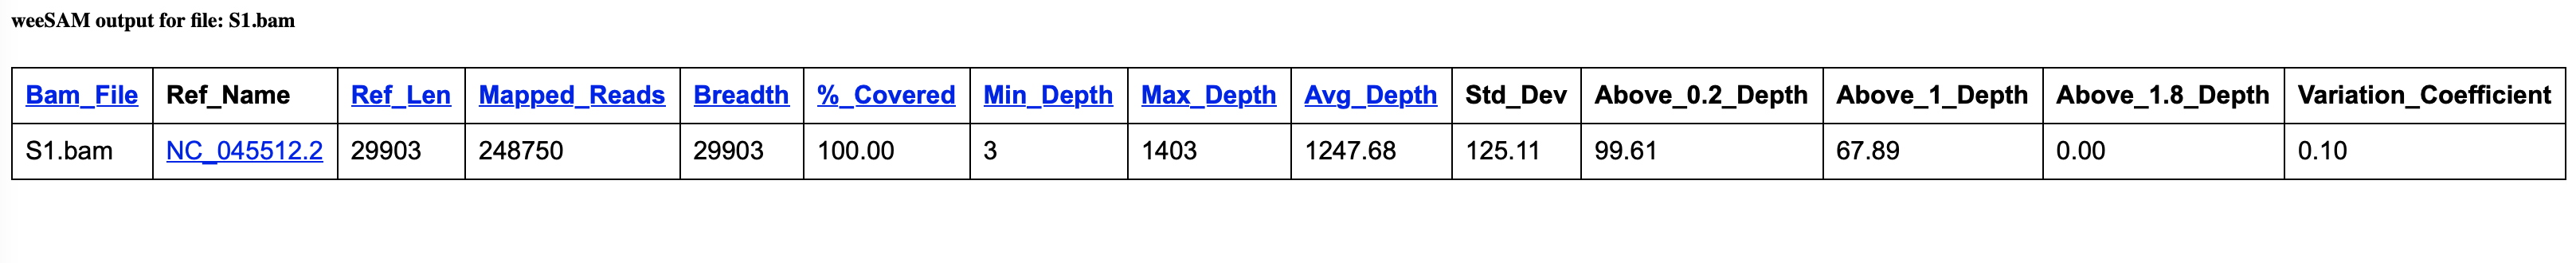 weeSAM output for file: S1.bam
Bam_File Ref_Name Ref_Len Mapped_Reads Breadth %_Covered Min_Depth Max_Depth Avg_Depth Std_Dev Above_0.2_Depth Above_1_Depth Above_1.8_Depth Variation_Coefficient
S1.bam NC_045512.2 29903 248750 29903 100.00 3 1403 1247.68 125.11 99.61 67.89 0.00 0.10